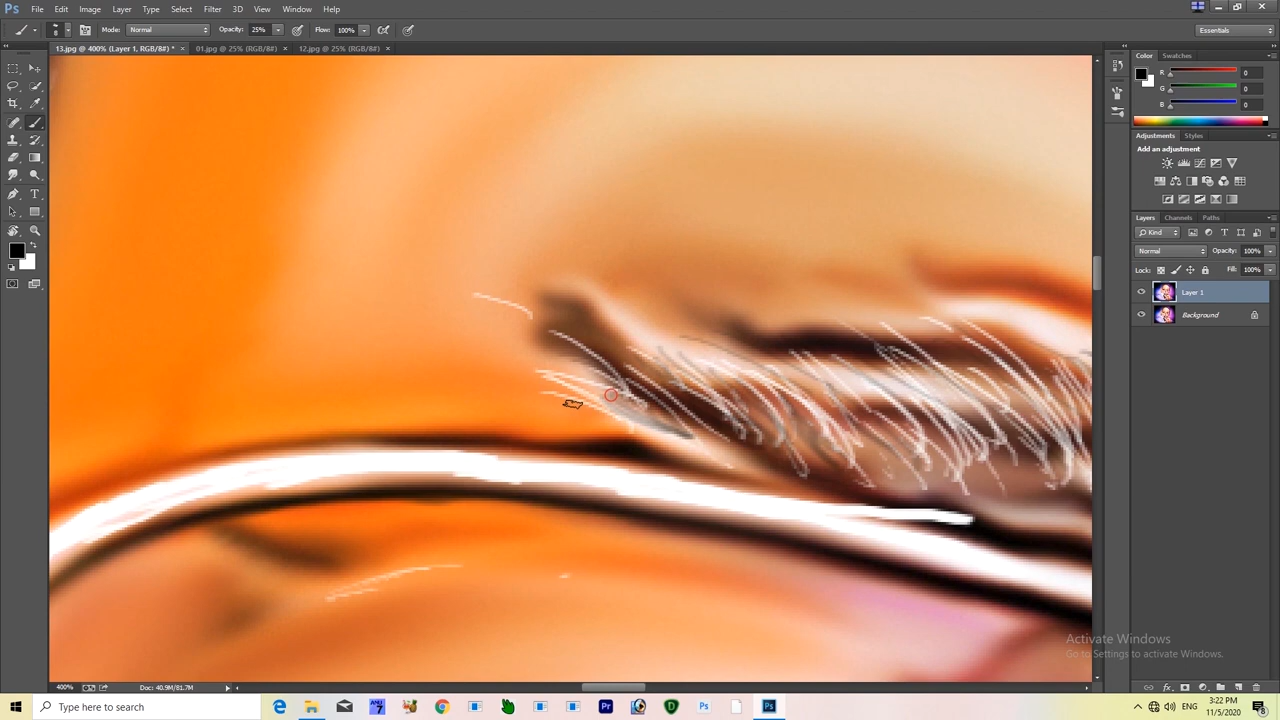 Ps File Edit Image Layer Type Select Filter 3D View Window Help
Mode: Normal Opacity: 25% Flow: 100% Essentials
13.jpg @ 400% (Layer 1, RGB/8#) * × 01.jpg @ 25% (RGB/8#) × 12.jpg @ 25% (RGB/8#) ×
Color Swatches
R 0
G 0
B 0
Adjustments Styles
Add an adjustment
Layers Channels Paths
Kind
Normal Opacity: 100%
Lock: Fill: 100%
Layer 1
Background
Activate Windows
Go to Settings to activate Windows.
400% Doc: 40.9M/81.7M
Type here to search
ENG 3:22 PM
11/5/2020